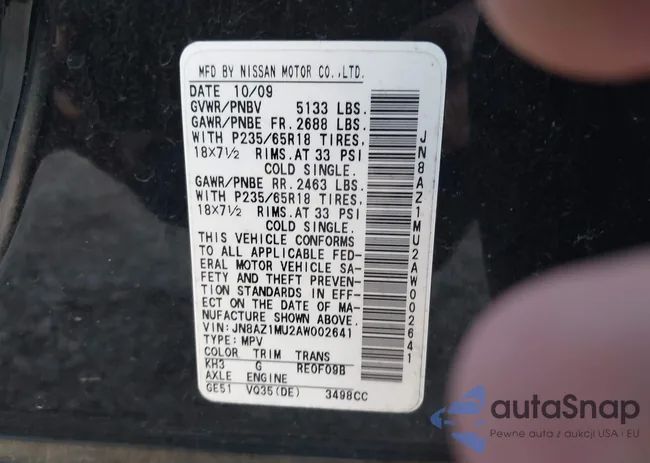 MFD BY NISSAN MOTOR CO.,LTD.
DATE 10/09
GVWR/PNBV 5133 LBS.
GAWR/PNBE FR. 2688 LBS.
WITH P235/65R18 TIRES,
18X7½ RIMS. AT 33 PSI
COLD SINGLE.
GAWR/PNBE RR. 2463 LBS.
WITH P235/65R18 TIRES,
18X7½ RIMS. AT 33 PSI
COLD SINGLE.
THIS VEHICLE CONFORMS
TO ALL APPLICABLE FED-
ERAL MOTOR VEHICLE SA-
FETY AND THEFT PREVEN-
TION STANDARDS IN EFF-
ECT ON THE DATE OF MA-
NUFACTURE SHOWN ABOVE.
VIN: JN8AZ1MU2AW002641
TYPE: MPV
COLOR TRIM TRANS
KH3 G RE0F09B
AXLE ENGINE
GE51 VQ35(DE) 3498CC
JN8AZ1MU2AW002641
autaSnap
Pewne auta z USA i EU